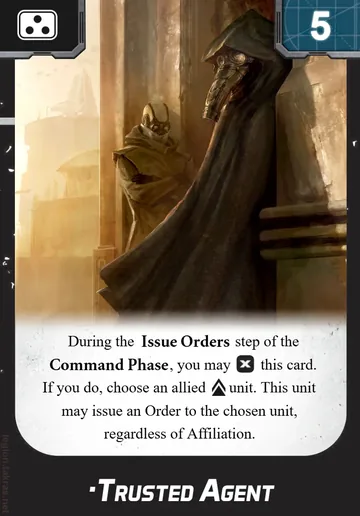 5
During the Issue Orders step of the
Command Phase, you may this card.
If you do, choose an allied unit. This unit
may issue an Order to the chosen unit,
regardless of Affiliation.
•Trusted Agent